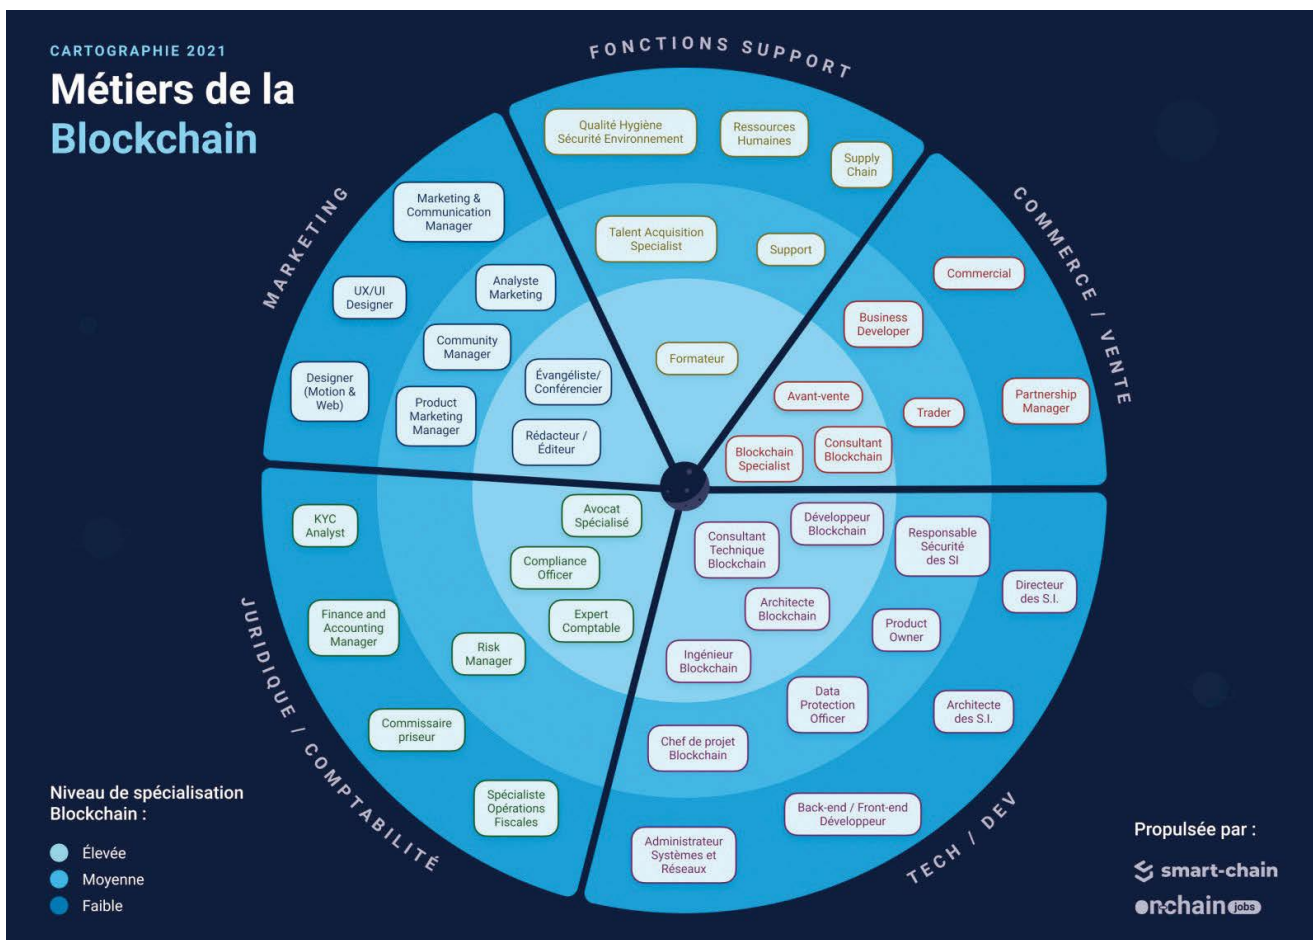 CARTOGRAPHIE 2021
Métiers de la
Blockchain
FONCTIONS SUPPORT
Qualité Hygiène
Sécurité Environnement
Ressources
Humaines
Supply
Chain
Talent Acquisition
Specialist
Support
Formateur
COMMERCE / VENTE
Commercial
Business
Developer
Avant-vente
Trader
Partnership
Manager
Blockchain
Specialist
Consultant
Blockchain
MARKETING
Marketing &
Communication
Manager
UX/UI
Designer
Analyste
Marketing
Community
Manager
Designer
(Motion &
Web)
Product
Marketing
Manager
Évangéliste/
Conférencier
Rédacteur /
Éditeur
JURIDIQUE / COMPTABILITÉ
KYC
Analyst
Avocat
Spécialisé
Compliance
Officer
Finance and
Accounting
Manager
Expert
Comptable
Risk
Manager
Commissaire
priseur
Spécialiste
Opérations
Fiscales
TECH / DEV
Consultant
Technique
Blockchain
Développeur
Blockchain
Responsable
Sécurité
des SI
Directeur
des S.I.
Architecte
Blockchain
Product
Owner
Ingénieur
Blockchain
Data
Protection
Officer
Architecte
des S.I.
Chef de projet
Blockchain
Back-end / Front-end
Développeur
Administrateur
Systèmes et
Réseaux
Niveau de spécialisation
Blockchain :
Élevée
Moyenne
Faible
Propulsée par :
smart-chain
onchain jobs